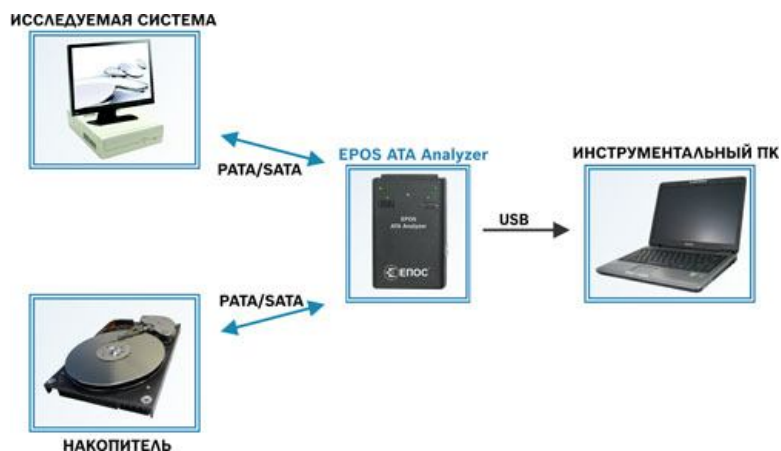 ИССЛЕДУЕМАЯ СИСТЕМА
PATA/SATA
EPOS ATA Analyzer
ИНСТРУМЕНТАЛЬНЫЙ ПК
EPOS
ATA Analyzer
ЕПОС
USB
PATA/SATA
НАКОПИТЕЛЬ